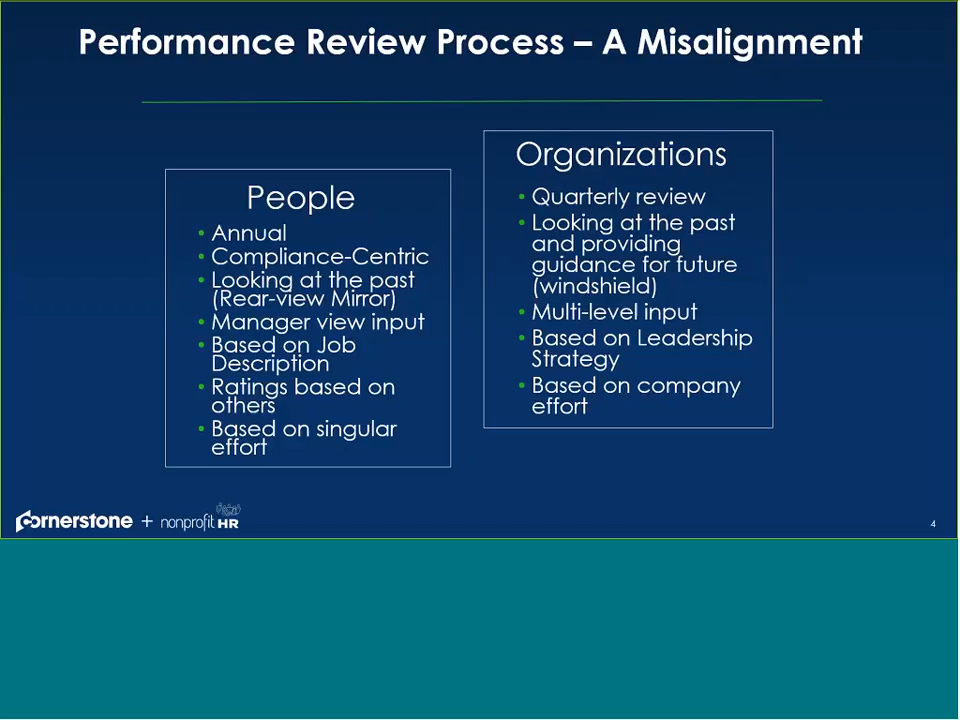 Performance Review Process – A Misalignment
People
• Annual
• Compliance-Centric
• Looking at the past
(Rear-view Mirror)
• Manager view input
• Based on Job
Description
• Ratings based on
others
• Based on singular
effort
Organizations
• Quarterly review
• Looking at the past
and providing
guidance for future
(windshield)
• Multi-level input
• Based on Leadership
Strategy
• Based on company
effort
cornerstone + nonprofit HR
4